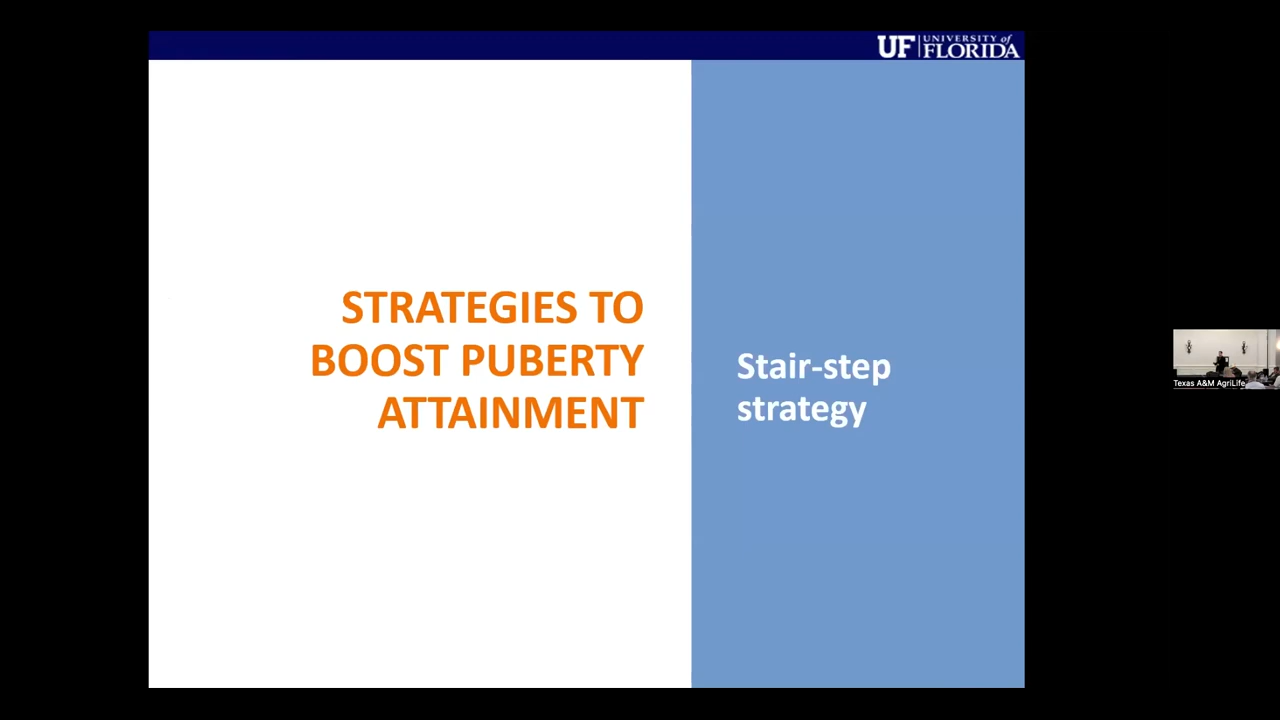 UF UNIVERSITY of
FLORIDA
STRATEGIES TO
BOOST PUBERTY
ATTAINMENT
Stair-step
strategy
Texas A&M AgriLife